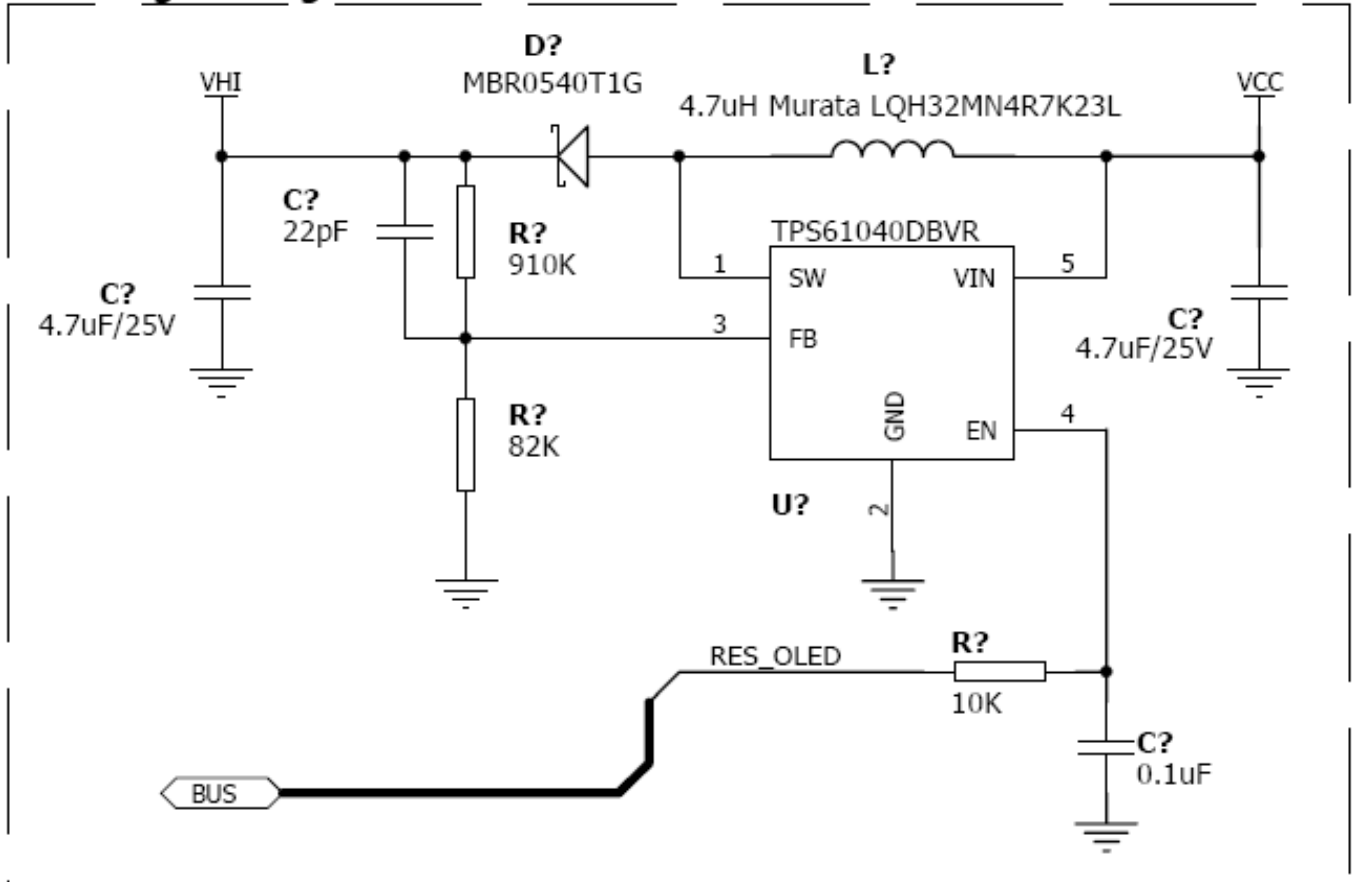 D?
MBR0540T1G
L?
4.7uH Murata LQH32MN4R7K23L
VHI
VCC
C?
22pF
R?
910K
TPS61040DBVR
1
SW
VIN
5
C?
4.7uF/25V
3
FB
C?
4.7uF/25V
R?
82K
GND
EN
4
U?
2
RES_OLED
R?
10K
C?
0.1uF
BUS